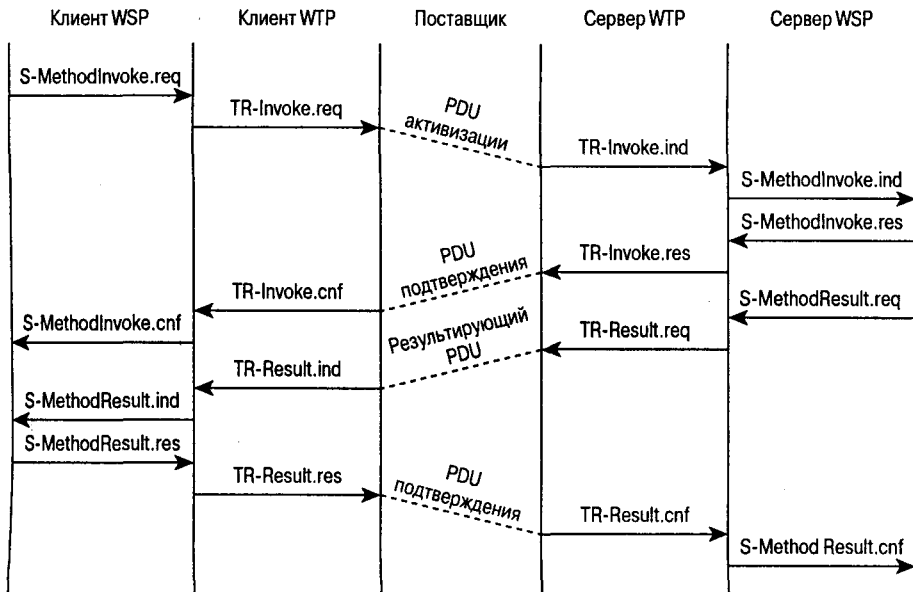 Клиент WSP
Клиент WTP
Поставщик
Сервер WTP
Сервер WSP
S-MethodInvoke.req
TR-Invoke.req
PDU
активизации
TR-Invoke.ind
S-MethodInvoke.ind
S-MethodInvoke.res
TR-Invoke.res
PDU
подтверждения
TR-Invoke.cnf
S-MethodResult.req
S-MethodInvoke.cnf
TR-Result.req
Результирующий
PDU
TR-Result.ind
S-MethodResult.ind
S-MethodResult.res
TR-Result.res
PDU
подтверждения
TR-Result.cnf
S-Method Result.cnf